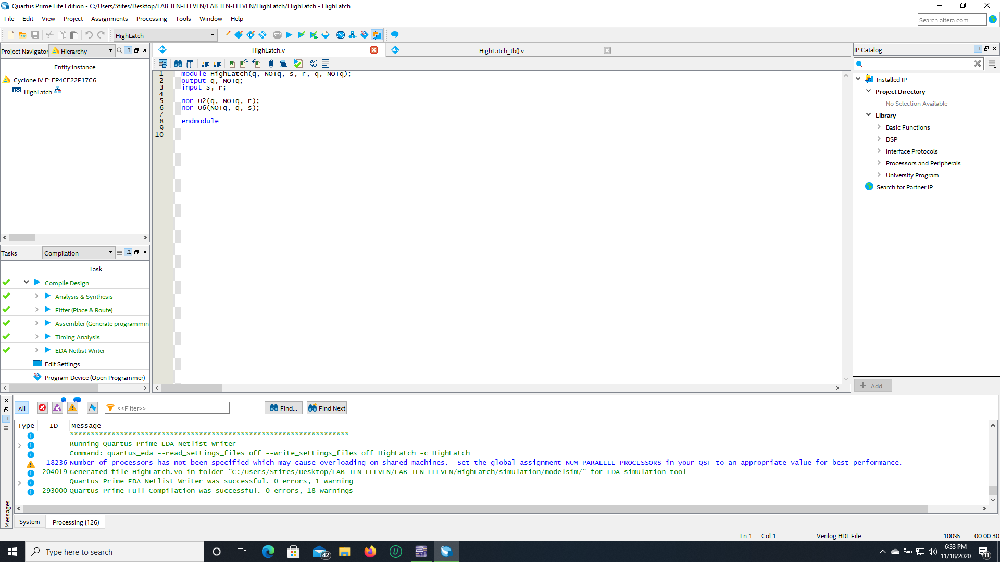 Quartus Prime Lite Edition - C:/Users/Stites/Desktop/LAB TEN-ELEVEN/LAB TEN-ELEVEN/HighLatch/HighLatch - HighLatch
File Edit View Project Assignments Processing Tools Window Help
Search altera.com
HighLatch
STOP
Project Navigator Hierarchy
Entity:Instance
Cyclone IV E: EP4CE22F17C6
abc HighLatch
abc HighLatch.v
abc HighLatch_tb().v
267
268
1 module HighLatch(q, NOTq, s, r, q, NOTq);
2 output q, NOTq;
3 input s, r;
4
5 nor U2(q, NOTq, r);
6 nor U6(NOTq, q, s);
7
8 endmodule
9
10
IP Catalog
Installed IP
Project Directory
No Selection Available
Library
Basic Functions
DSP
Interface Protocols
Processors and Peripherals
University Program
Search for Partner IP
+ Add...
Tasks Compilation
Task
Compile Design
Analysis & Synthesis
Fitter (Place & Route)
Assembler (Generate programmin
Timing Analysis
EDA Netlist Writer
Edit Settings
Program Device (Open Programmer)
All <<Filter>> Find... Find Next
Type ID Message
*******************************************************************
Running Quartus Prime EDA Netlist Writer
Command: quartus_eda --read_settings_files=off --write_settings_files=off HighLatch -c HighLatch
18236 Number of processors has not been specified which may cause overloading on shared machines.  Set the global assignment NUM_PARALLEL_PROCESSORS in your QSF to an appropriate value for best performance.
204019 Generated file HighLatch.vo in folder "C:/Users/Stites/Desktop/LAB TEN-ELEVEN/LAB TEN-ELEVEN/HighLatch/simulation/modelsim/" for EDA simulation tool
Quartus Prime EDA Netlist Writer was successful. 0 errors, 1 warning
293000 Quartus Prime Full Compilation was successful. 0 errors, 18 warnings
Messages
System Processing (126)
Ln 1 Col 1 Verilog HDL File 100% 00:00:30
Type here to search
42
6:33 PM
11/18/2020
11